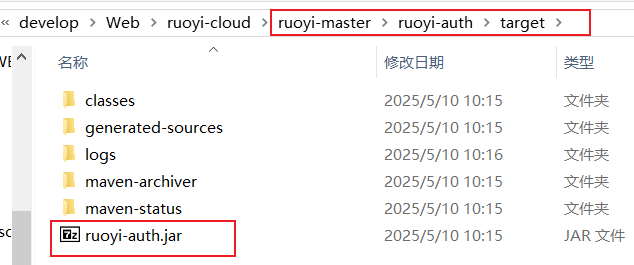 « develop > Web > ruoyi-cloud > ruoyi-master > ruoyi-auth > target >
名称 修改日期 类型
classes 2025/5/10 10:15 文件夹
generated-sources 2025/5/10 10:15 文件夹
logs 2025/5/10 10:16 文件夹
maven-archiver 2025/5/10 10:15 文件夹
maven-status 2025/5/10 10:15 文件夹
ruoyi-auth.jar 2025/5/10 10:15 JAR 文件